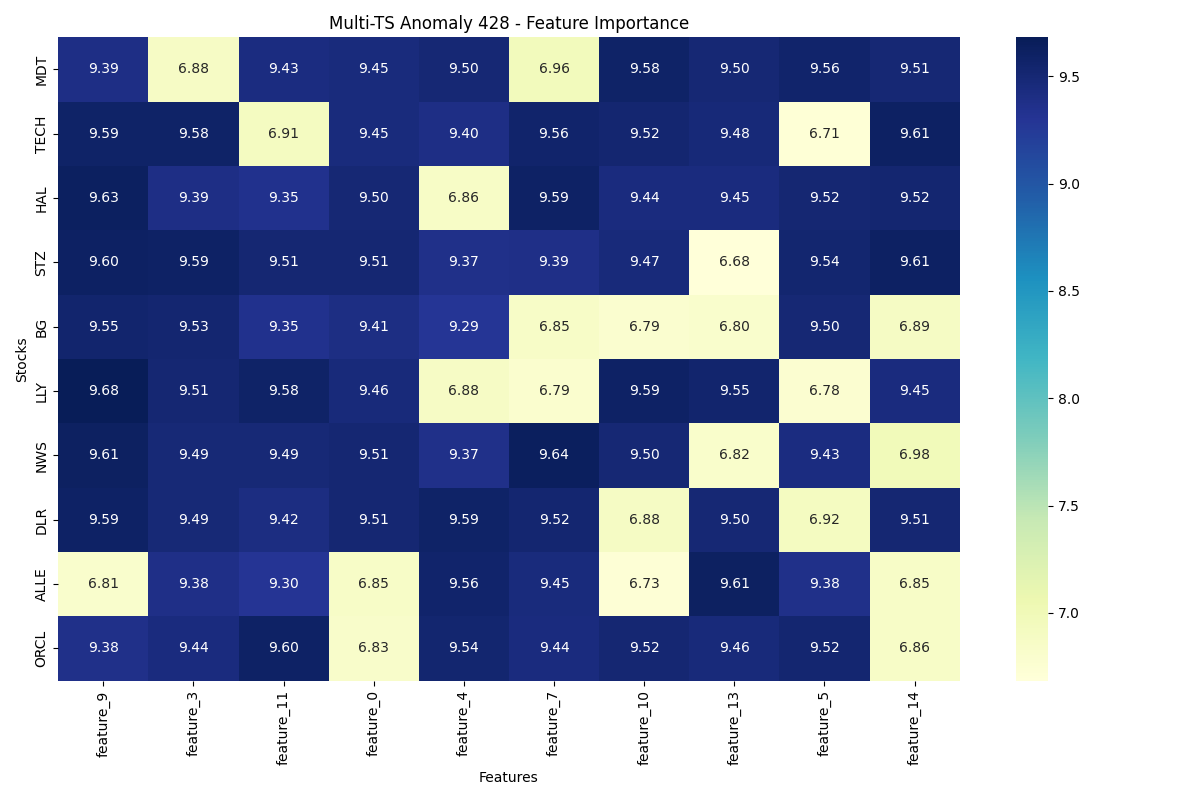 Multi-TS Anomaly 428 - Feature Importance
MDT 9.39 6.88 9.43 9.45 9.50 6.96 9.58 9.50 9.56 9.51
TECH 9.59 9.58 6.91 9.45 9.40 9.56 9.52 9.48 6.71 9.61
HAL 9.63 9.39 9.35 9.50 6.86 9.59 9.44 9.45 9.52 9.52
STZ 9.60 9.59 9.51 9.51 9.37 9.39 9.47 6.68 9.54 9.61
BG 9.55 9.53 9.35 9.41 9.29 6.85 6.79 6.80 9.50 6.89
LLY 9.68 9.51 9.58 9.46 6.88 6.79 9.59 9.55 6.78 9.45
NWS 9.61 9.49 9.49 9.51 9.37 9.64 9.50 6.82 9.43 6.98
DLR 9.59 9.49 9.42 9.51 9.59 9.52 6.88 9.50 6.92 9.51
ALLE 6.81 9.38 9.30 6.85 9.56 9.45 6.73 9.61 9.38 6.85
ORCL 9.38 9.44 9.60 6.83 9.54 9.44 9.52 9.46 9.52 6.86
feature_9 feature_3 feature_11 feature_0 feature_4 feature_7 feature_10 feature_13 feature_5 feature_14
Features
Stocks
9.5
9.0
8.5
8.0
7.5
7.0